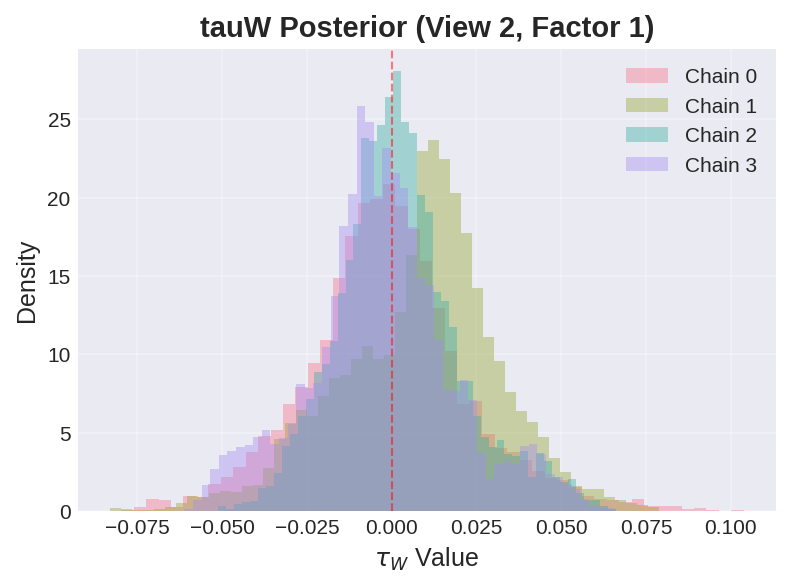 tauW Posterior (View 2, Factor 1)
Chain 0
Chain 1
Chain 2
Chain 3
Density
25
20
15
10
5
0
−0.075 −0.050 −0.025 0.000 0.025 0.050 0.075 0.100
τ_W Value